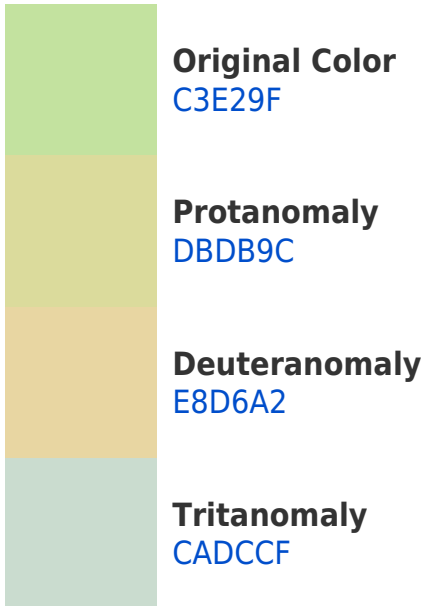 Original Color
C3E29F
Protanomaly
DBDB9C
Deuteranomaly
E8D6A2
Tritanomaly
CADCCF